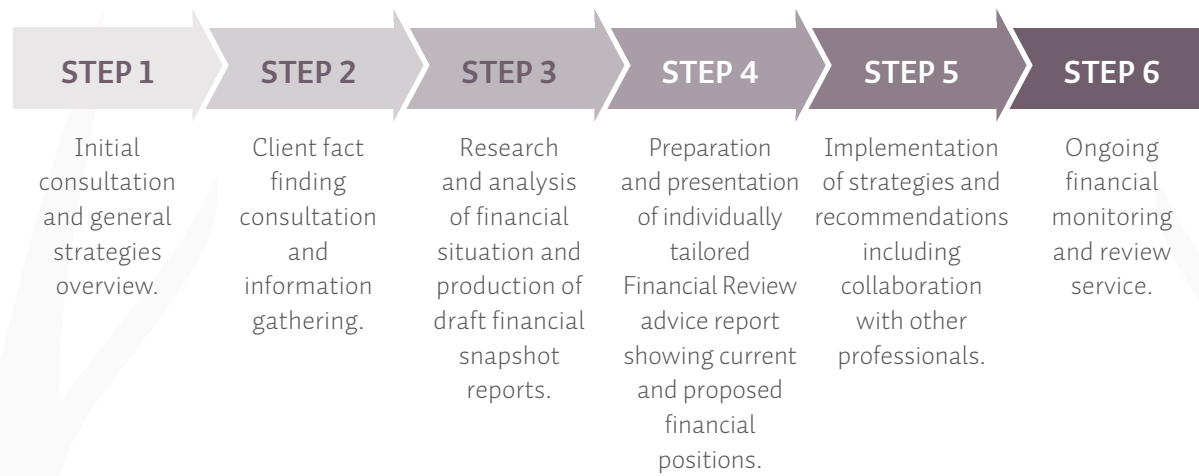 STEP 1
Initial
consultation
and general
strategies
overview.
STEP 2
Client fact
finding
consultation
and
information
gathering.
STEP 3
Research
and analysis
of financial
situation and
production of
draft financial
snapshot
reports.
STEP 4
Preparation
and presentation
of individually
tailored
Financial Review
advice report
showing current
and proposed
financial
positions.
STEP 5
Implementation
of strategies and
recommendations
including
collaboration
with other
professionals.
STEP 6
Ongoing
financial
monitoring
and review
service.